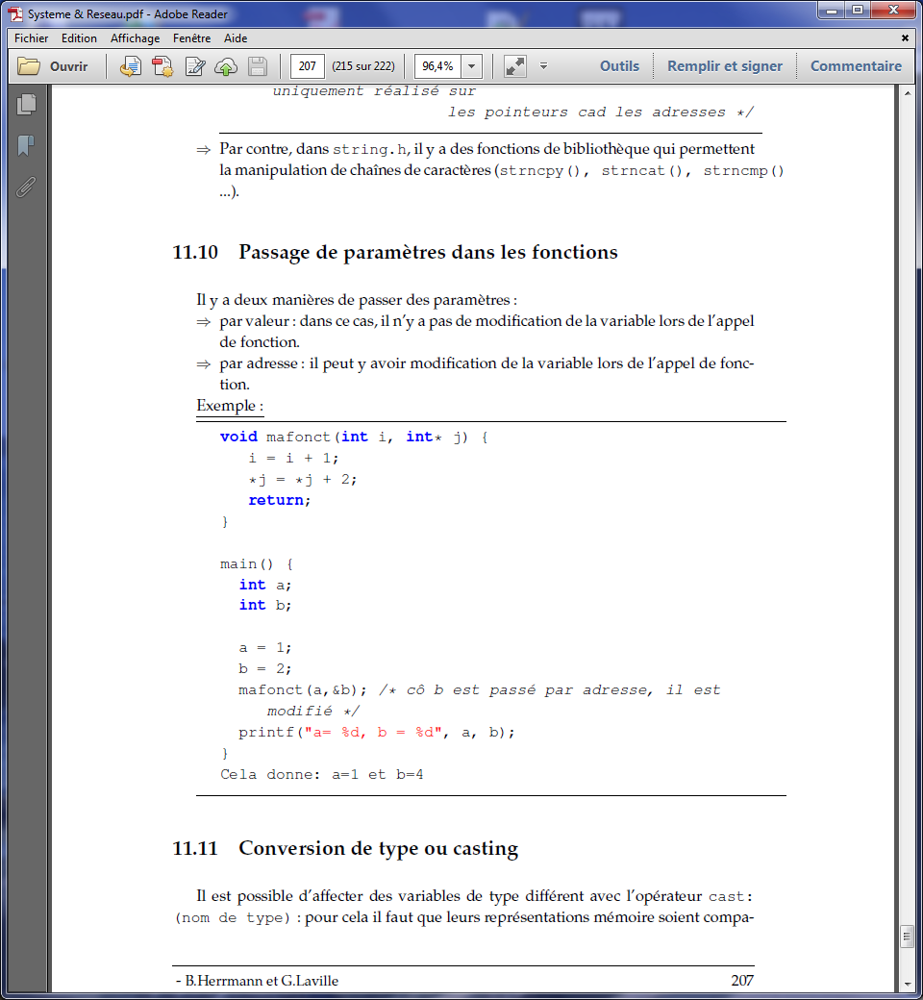 Systeme & Reseau.pdf - Adobe Reader
Fichier Edition Affichage Fenêtre Aide
Ouvrir 207 (215 sur 222) 96,4% Outils Remplir et signer Commentaire
uniquement réalisé sur
les pointeurs cad les adresses */
⇒ Par contre, dans string.h, il y a des fonctions de bibliothèque qui permettent
la manipulation de chaînes de caractères (strncpy(), strncat(), strncmp()
...).
11.10 Passage de paramètres dans les fonctions
Il y a deux manières de passer des paramètres :
⇒ par valeur : dans ce cas, il n'y a pas de modification de la variable lors de l'appel
de fonction.
⇒ par adresse : il peut y avoir modification de la variable lors de l'appel de fonc-
tion.
Exemple :
void mafonct(int i, int* j) {
i = i + 1;
*j = *j + 2;
return;
}
main() {
int a;
int b;
a = 1;
b = 2;
mafonct(a,&b); /* cô b est passé par adresse, il est
modifié */
printf("a= %d, b = %d", a, b);
}
Cela donne: a=1 et b=4
11.11 Conversion de type ou casting
Il est possible d'affecter des variables de type différent avec l'opérateur cast:
(nom de type) : pour cela il faut que leurs représentations mémoire soient compa-
- B.Herrmann et G.Laville 207